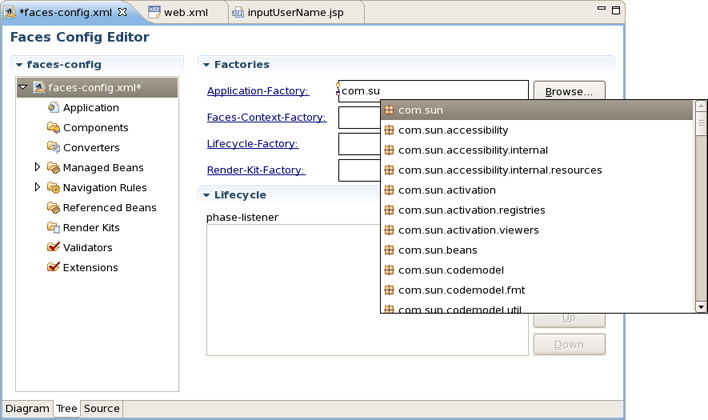 *faces-config.xml
web.xml
inputUserName.jsp
Faces Config Editor
faces-config
faces-config.xml*
Application
Components
Converters
Managed Beans
Navigation Rules
Referenced Beans
Render Kits
Validators
Extensions
Factories
Application-Factory:
com.su
Browse...
Faces-Context-Factory:
Lifecycle-Factory:
Render-Kit-Factory:
com.sun
com.sun.accessibility
com.sun.accessibility.internal
com.sun.accessibility.internal.resources
com.sun.activation
com.sun.activation.registries
com.sun.activation.viewers
com.sun.beans
com.sun.codemodel
com.sun.codemodel.fmt
com.sun.codemodel.util
Lifecycle
phase-listener
Up
Down
Diagram
Tree
Source